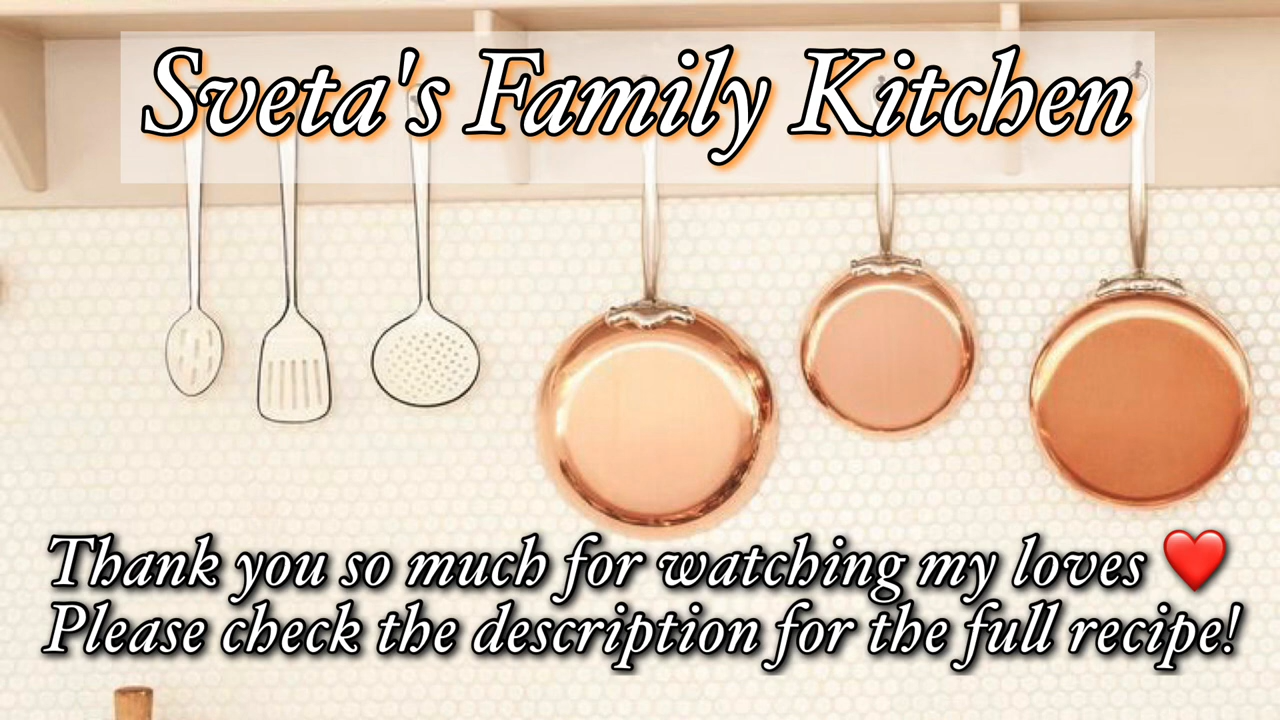 Sveta's Family Kitchen
Thank you so much for watching my loves ❤️
Please check the description for the full recipe!